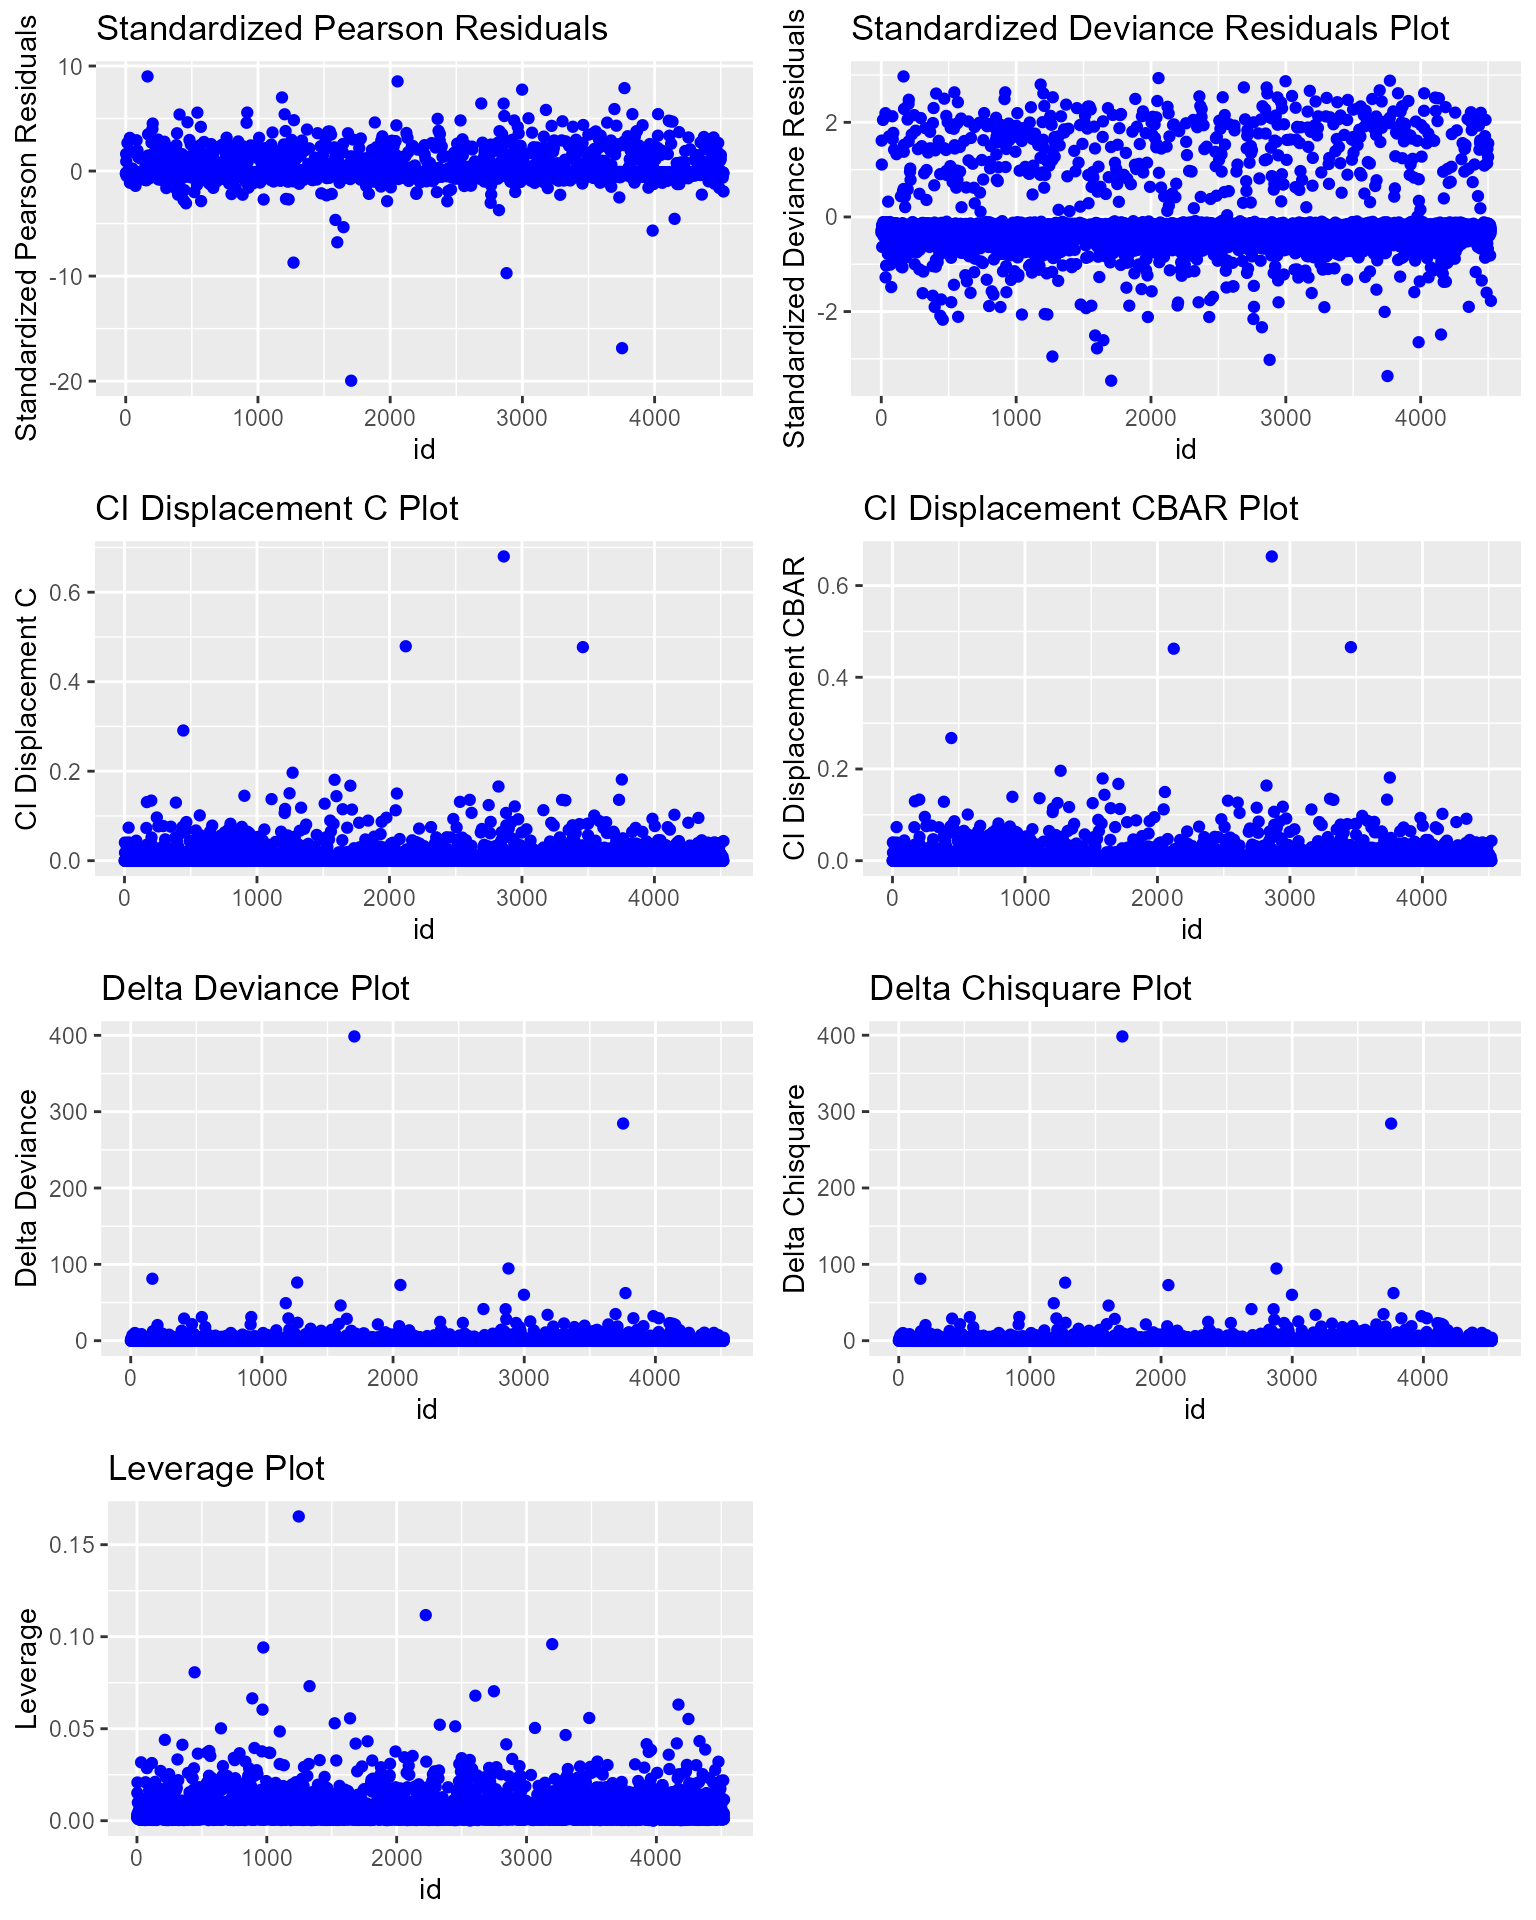 Standardized Pearson Residuals
Standardized Pearson Residuals
10
0
-10
-20
0 1000 2000 3000 4000
id
Standardized Deviance Residuals Plot
Standardized Deviance Residuals
2
0
-2
0 1000 2000 3000 4000
id
CI Displacement C Plot
CI Displacement C
0.6
0.4
0.2
0.0
0 1000 2000 3000 4000
id
CI Displacement CBAR Plot
CI Displacement CBAR
0.6
0.4
0.2
0.0
0 1000 2000 3000 4000
id
Delta Deviance Plot
Delta Deviance
400
300
200
100
0
0 1000 2000 3000 4000
id
Delta Chisquare Plot
Delta Chisquare
400
300
200
100
0
0 1000 2000 3000 4000
id
Leverage Plot
Leverage
0.15
0.10
0.05
0.00
0 1000 2000 3000 4000
id